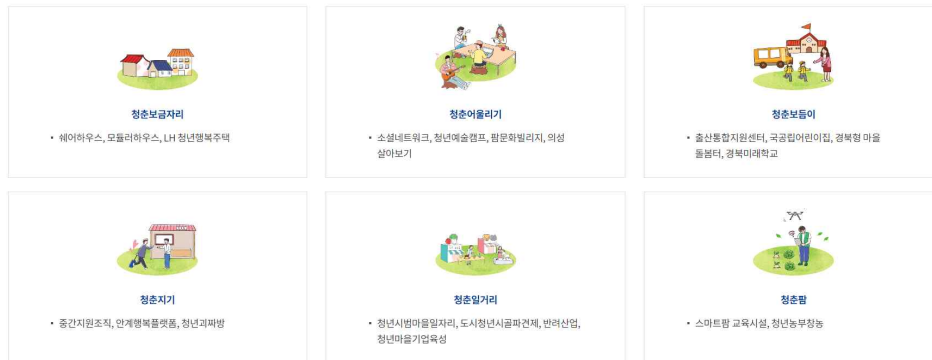 청춘보금자리
• 쉐어하우스, 모듈러하우스, LH 청년행복주택
청춘어울리기
• 소셜네트워크, 청년예술캠프, 팜문화빌리지, 의성
살아보기
청춘보듬이
• 출산통합지원센터, 국공립어린이집, 경북형 마을
돌봄터, 경북미래학교
청춘지기
• 중간지원조직, 안계행복플랫폼, 청년괴짜방
청춘일거리
• 청년시범마을일자리, 도시청년시골파견제, 반려산업,
청년마을기업육성
청춘팜
• 스마트팜 교육시설, 청년농부창농